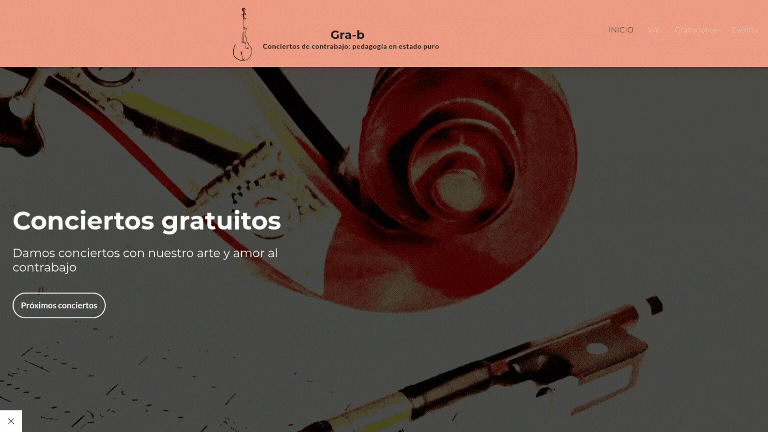 Gra-b
Conciertos de contrabajo: pedagogía en estado puro
INICIO
Grabaciones
Eventos
Conciertos gratuitos
Damos conciertos con nuestro arte y amor al
contrabajo
Próximos conciertos